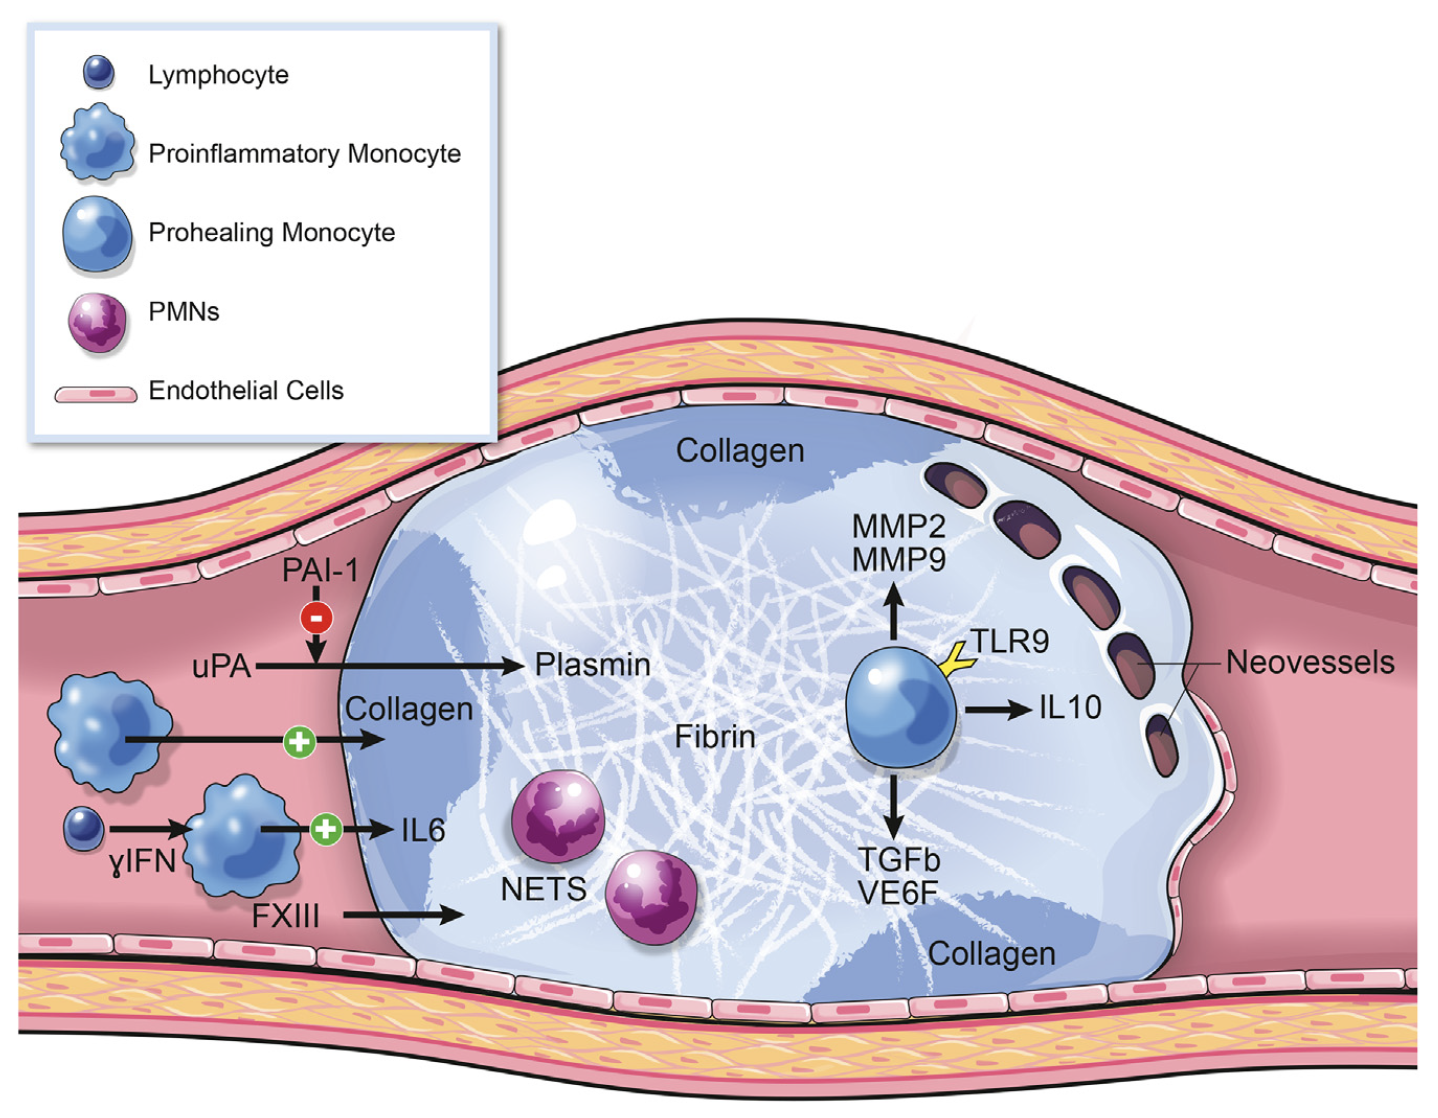 Lymphocyte
Proinflammatory Monocyte
Prohealing Monocyte
PMNs
Endothelial Cells
Collagen
MMP2
MMP9
PAI-1
-
TLR9
uPA
Plasmin
Neovessels
Collagen
IL10
Fibrin
+
+
IL6
ɣIFN
TGFb
VE6F
NETS
FXIII
Collagen